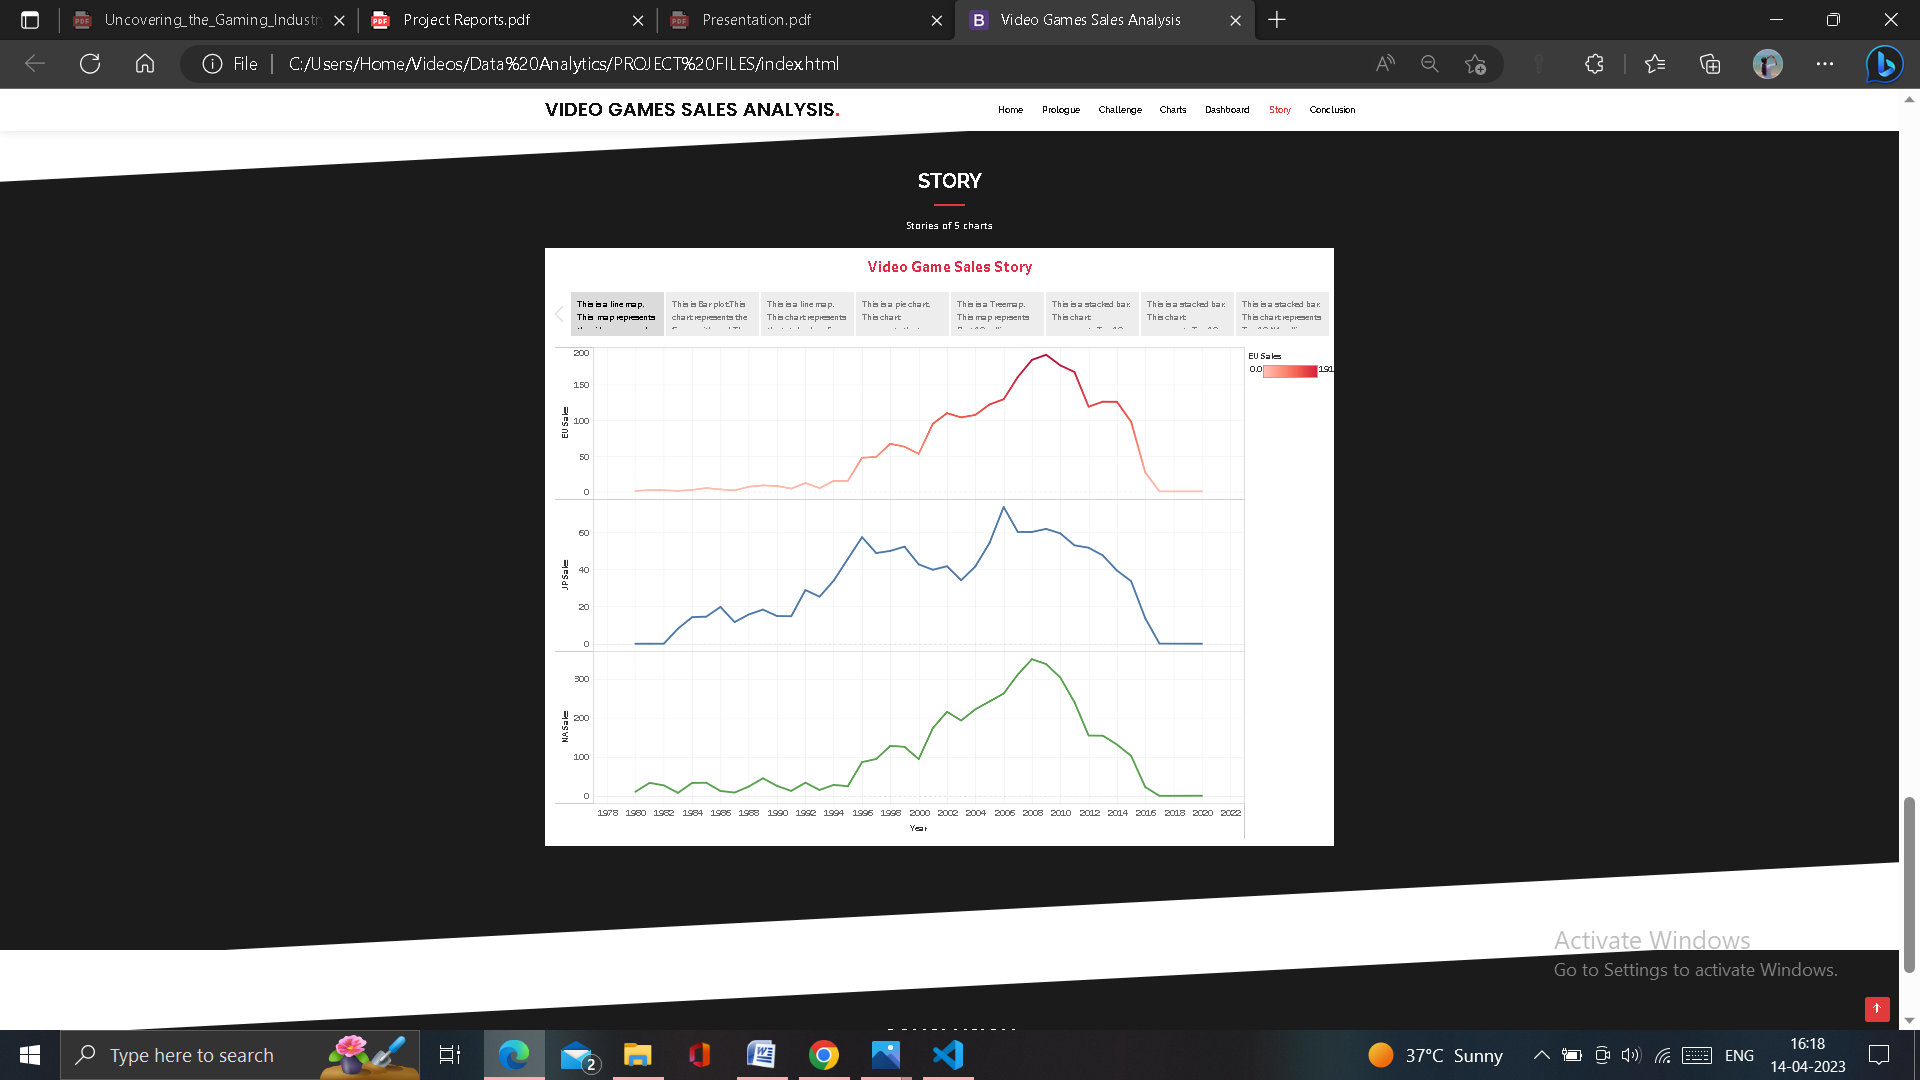 Uncovering_the_Gaming_Industr
Project Reports.pdf
Presentation.pdf
Video Games Sales Analysis
File
C:/Users/Home/Videos/Data%20Analytics/PROJECT%20FILES/index.html
VIDEO GAMES SALES ANALYSIS.
Home Prologue Challenge Charts Dashboard Story Conclusion
STORY
Stories of 5 charts
Video Game Sales Story
This is a line map.
This map represents
This is Bar plot.This
chart represents the
This is a line map.
This chart represents
This is a pie chart.
This chart
This is a Treemap.
This map represents
This is a stacked bar.
This chart
This is a stacked bar.
This chart
This is a stacked bar.
This chart represents
EU Sales
0.0 191
EU Sales
200
150
100
50
0
JP Sales
60
40
20
0
NA Sales
300
200
100
0
1978 1980 1982 1984 1986 1988 1990 1992 1994 1996 1998 2000 2002 2004 2006 2008 2010 2012 2014 2016 2018 2020 2022
Year
Activate Windows
Go to Settings to activate Windows.
Type here to search
2
37°C Sunny
ENG
16:18
14-04-2023